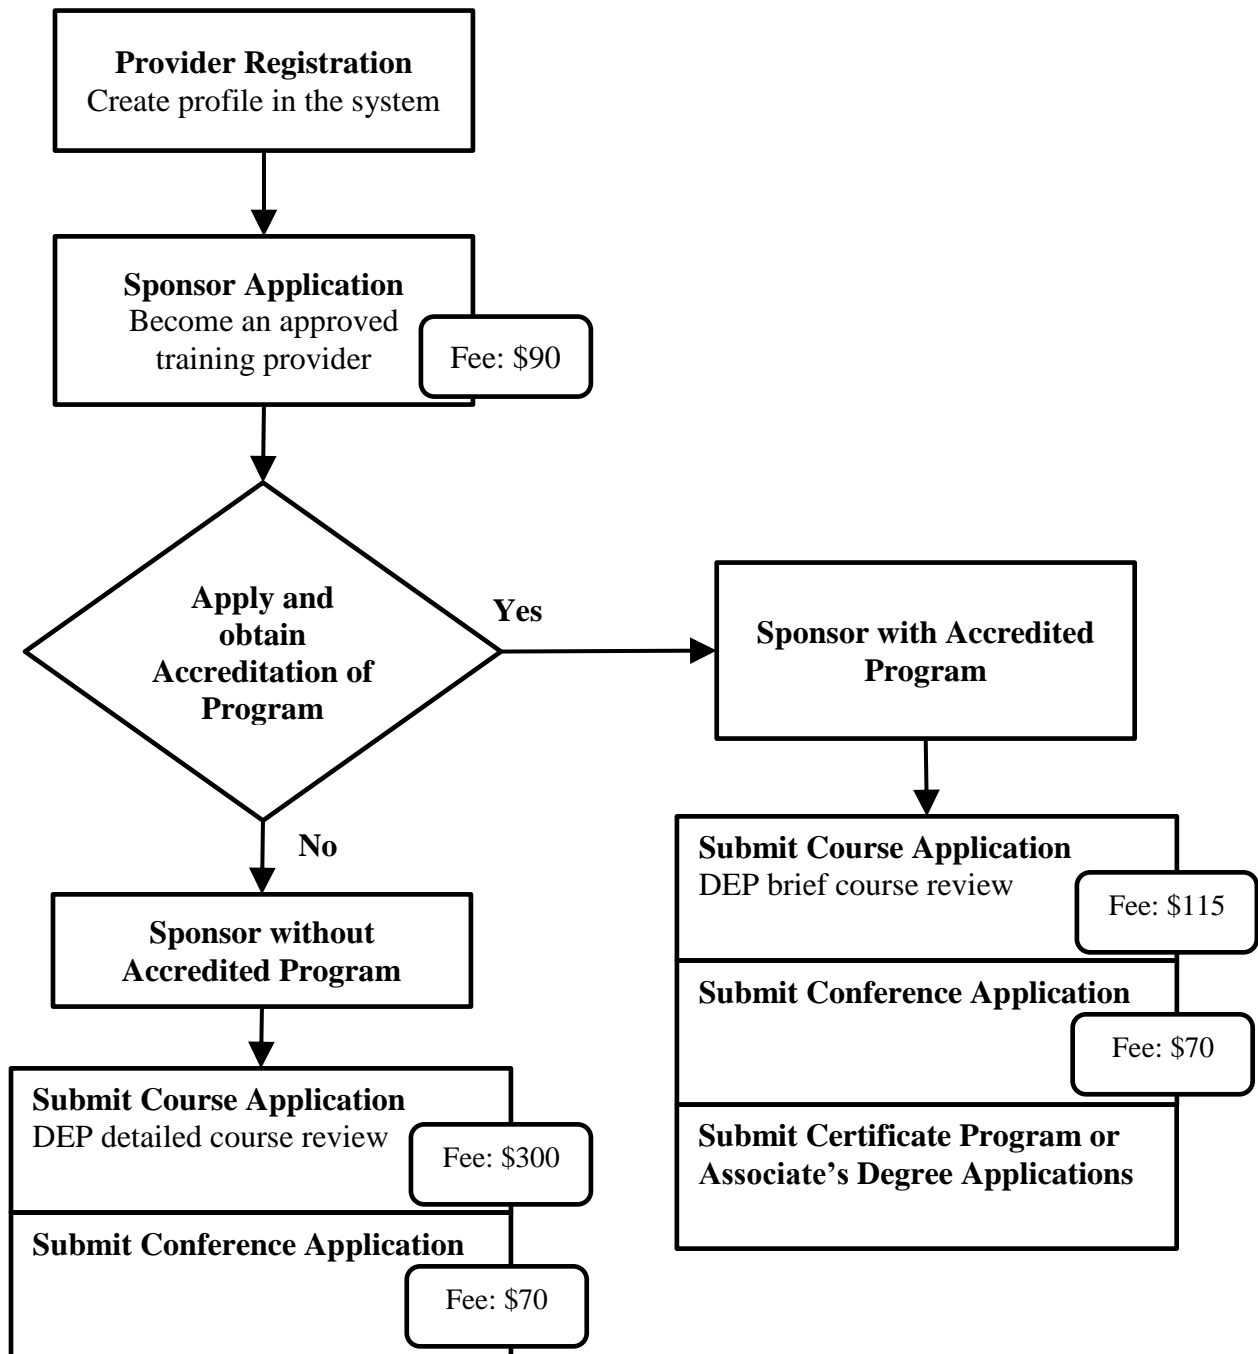 Provider Registration
Create profile in the system
Sponsor Application
Become an approved
training provider
Fee: $90
Apply and
obtain
Accreditation of
Program
Yes
Sponsor with Accredited
Program
No
Sponsor without
Accredited Program
Submit Course Application
DEP brief course review
Fee: $115
Submit Conference Application
Fee: $70
Submit Certificate Program or
Associate’s Degree Applications
Submit Course Application
DEP detailed course review
Fee: $300
Submit Conference Application
Fee: $70